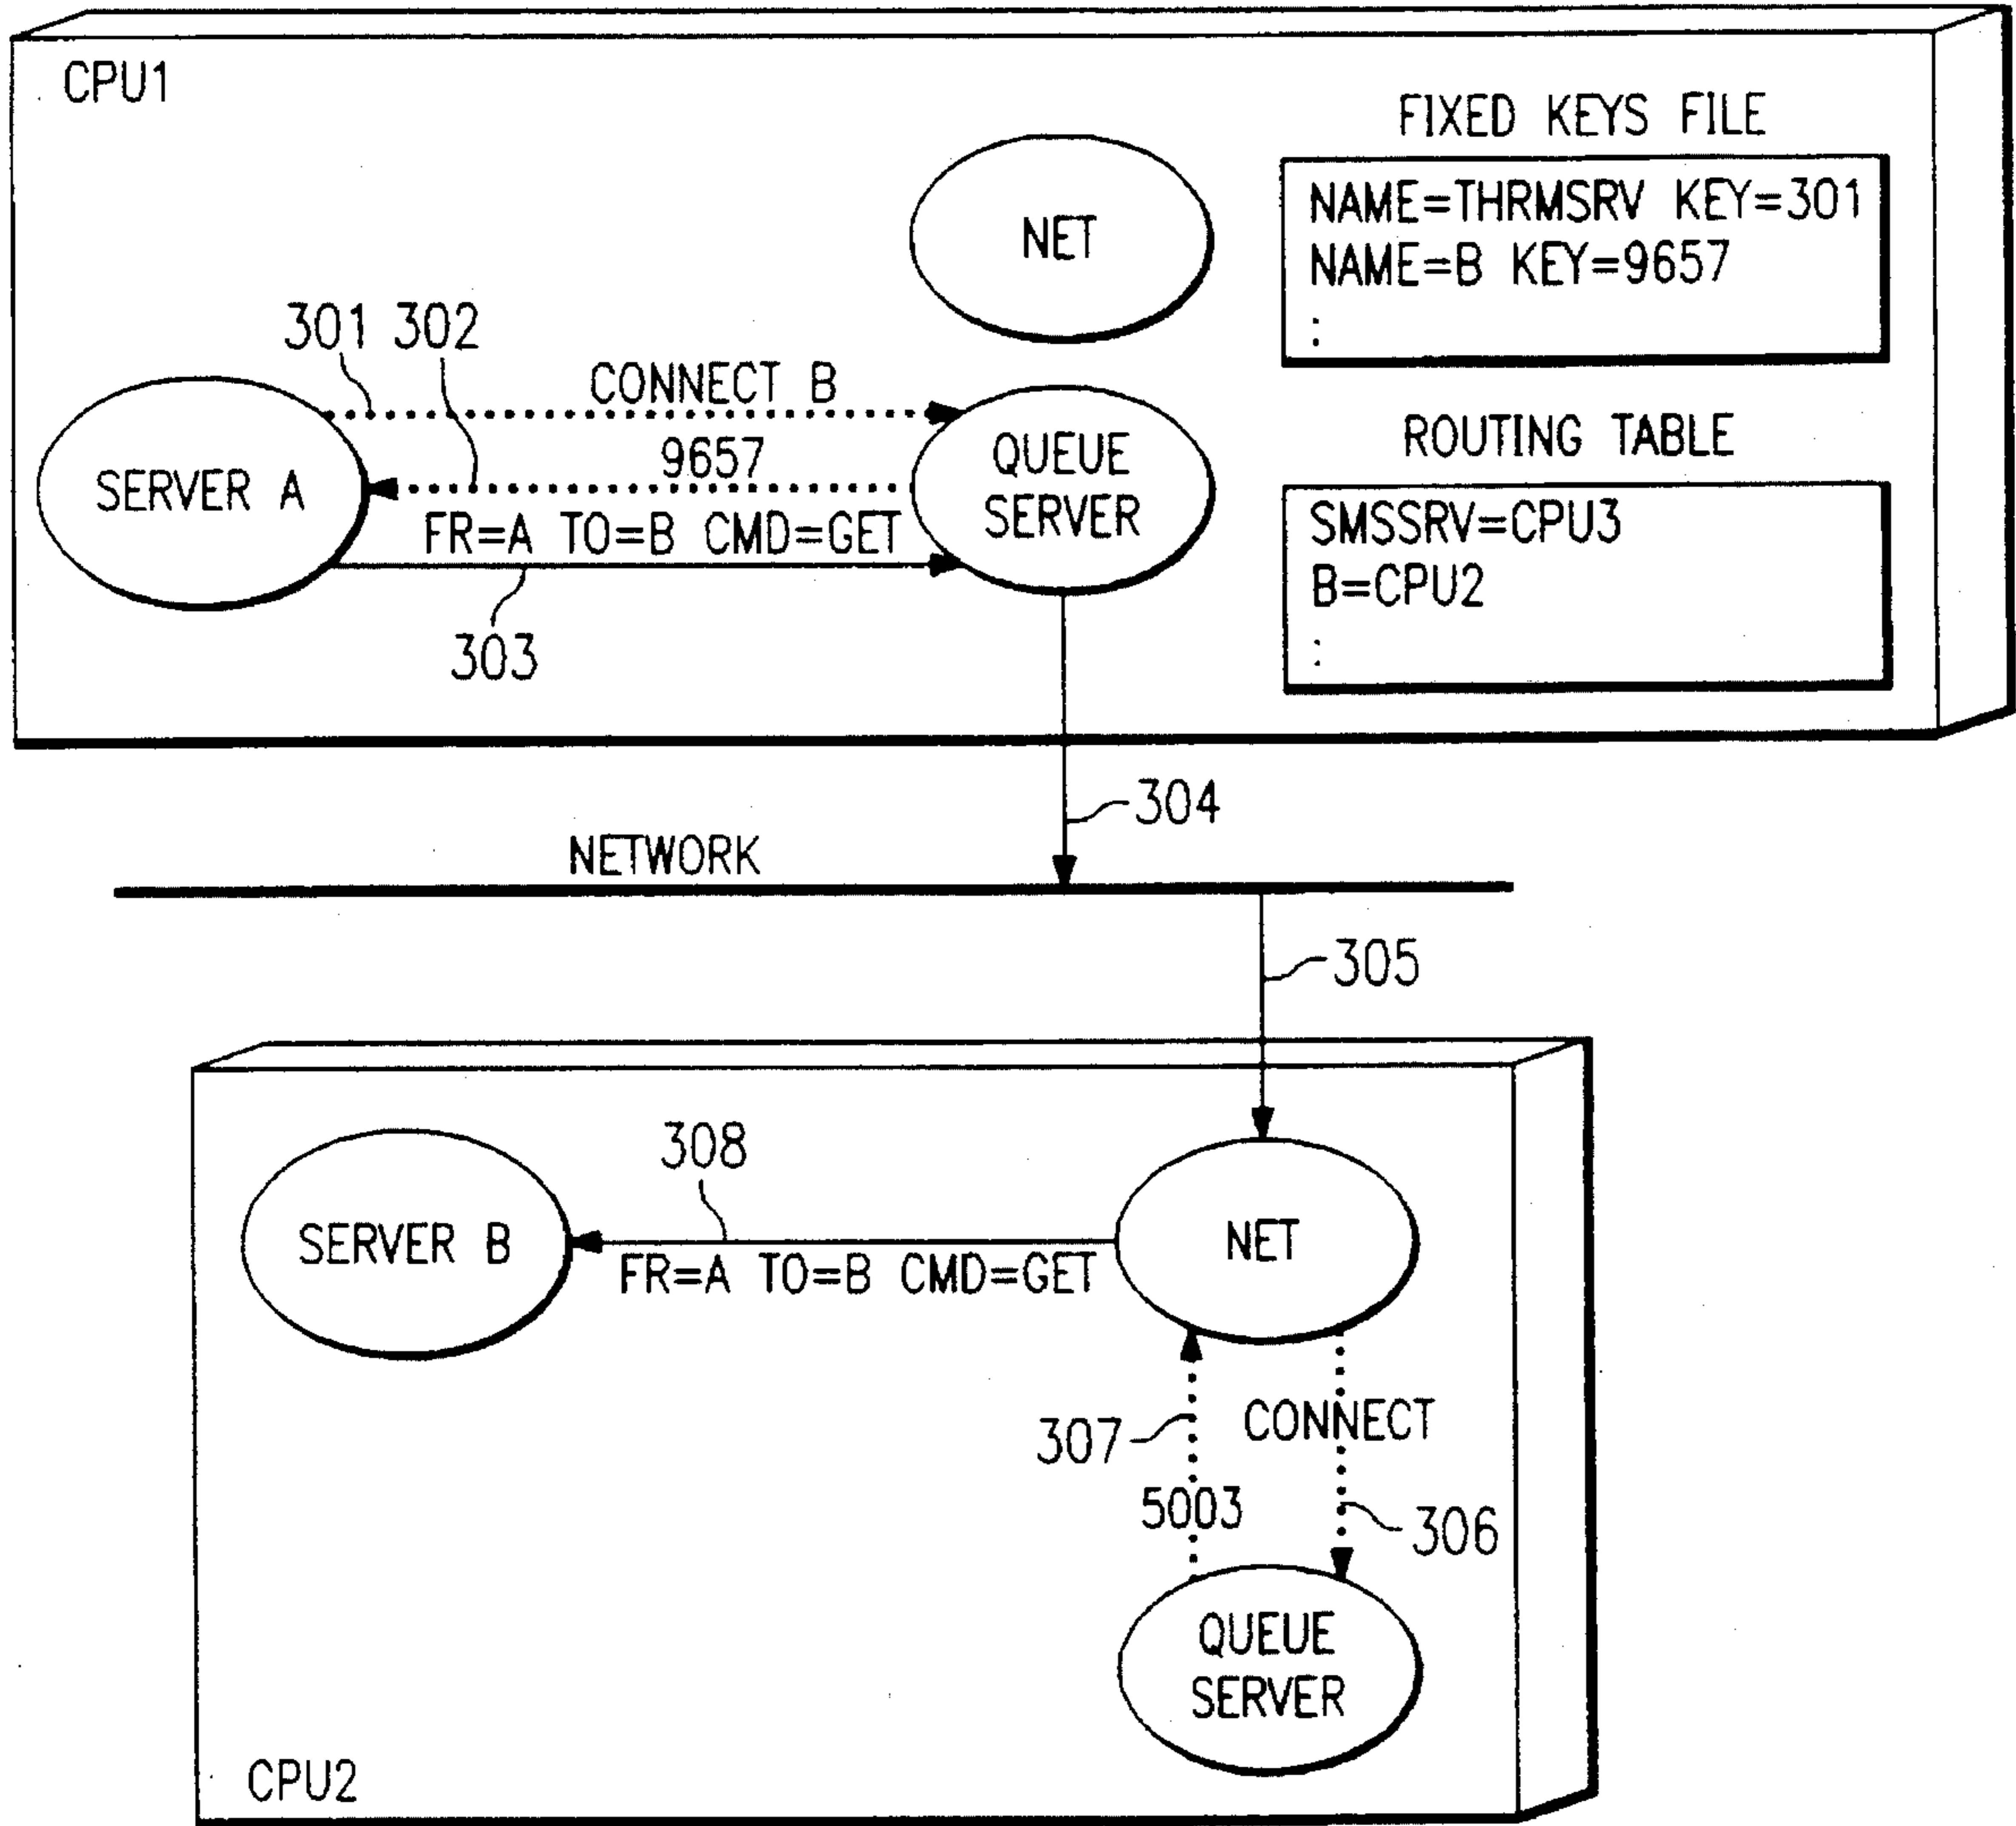 CPU1
FIXED KEYS FILE
NAME=THRMSRV KEY=301
NAME=B KEY=9657
:
NET
301 302
CONNECT B
9657
SERVER A
QUEUE
SERVER
FR=A TO=B CMD=GET
303
ROUTING TABLE
SMSSRV=CPU3
B=CPU2
:
304
NETWORK
305
308
SERVER B
NET
FR=A TO=B CMD=GET
307
CONNECT
5003
306
QUEUE
SERVER
CPU2